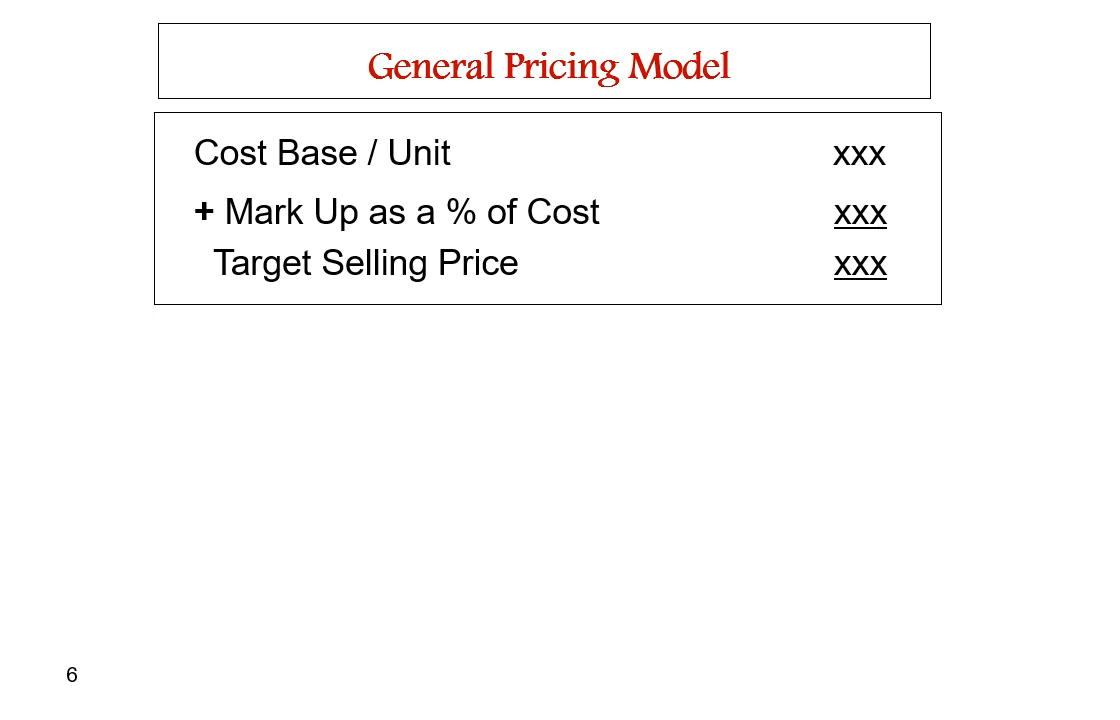 General Pricing Model
Cost Base / Unit xxx
+ Mark Up as a % of Cost xxx
Target Selling Price xxx
6